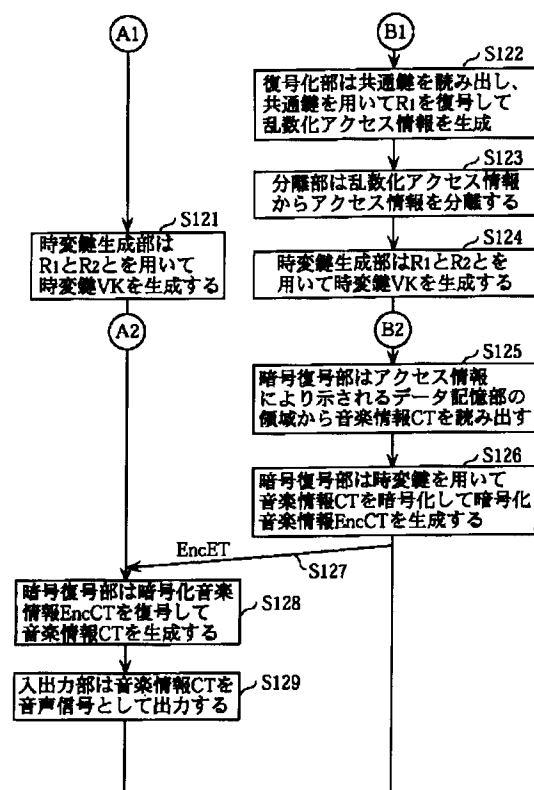 A1
B1
S122
復号化部は共通鍵を読み出し、
共通鍵を用いてR1を復号して
乱数化アクセス情報を生成
S123
分離部は乱数化アクセス情報
からアクセス情報を分離する
S121
時変鍵生成部は
R1とR2とを用いて
時変鍵VKを生成する
S124
時変鍵生成部はR1とR2とを
用いて時変鍵VKを生成する
A2
B2
S125
暗号復号部はアクセス情報
により示されるデータ記憶部の
領域から音楽情報CTを読み出す
S126
暗号復号部は時変鍵を用いて
音楽情報CTを暗号化して暗号化
音楽情報EncCTを生成する
EncET
S127
暗号復号部は暗号化音楽
情報EncCTを復号して
音楽情報CTを生成する
S128
入出力部は音楽情報CTを
音声信号として出力する
S129